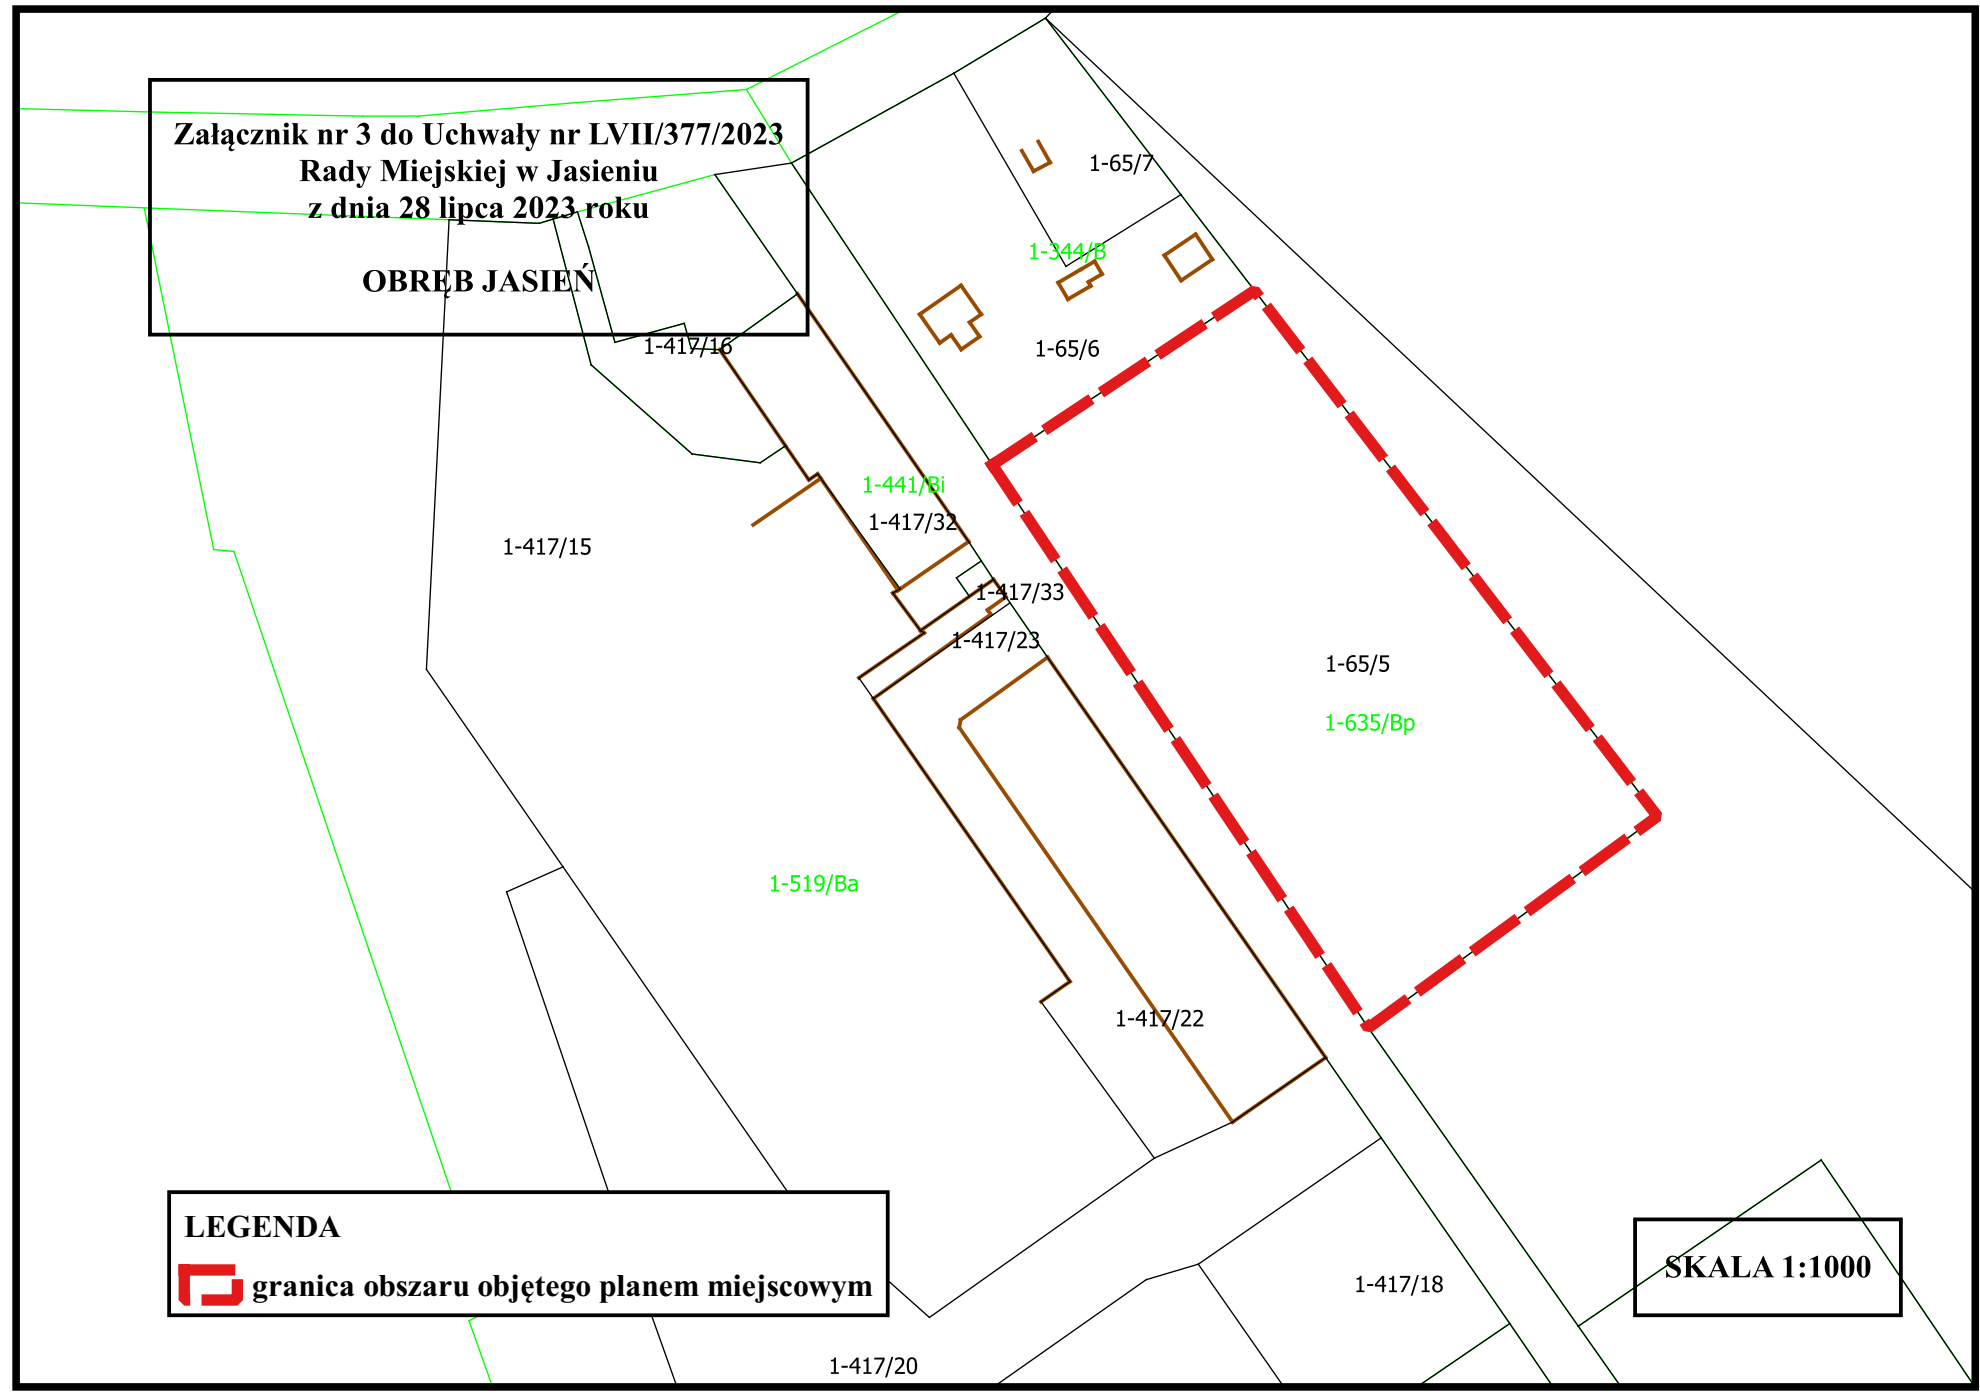 Załącznik nr 3 do Uchwały nr LVII/377/2023
Rady Miejskiej w Jasieniu
z dnia 28 lipca 2023 roku
OBRĘB JASIEŃ
1-65/7
1-344/B
1-417/16
1-65/6
1-441/Bi
1-417/32
1-417/15
1-417/33
1-417/23
1-65/5
1-635/Bp
1-519/Ba
1-417/22
LEGENDA
granica obszaru objętego planem miejscowym
SKALA 1:1000
1-417/18
1-417/20